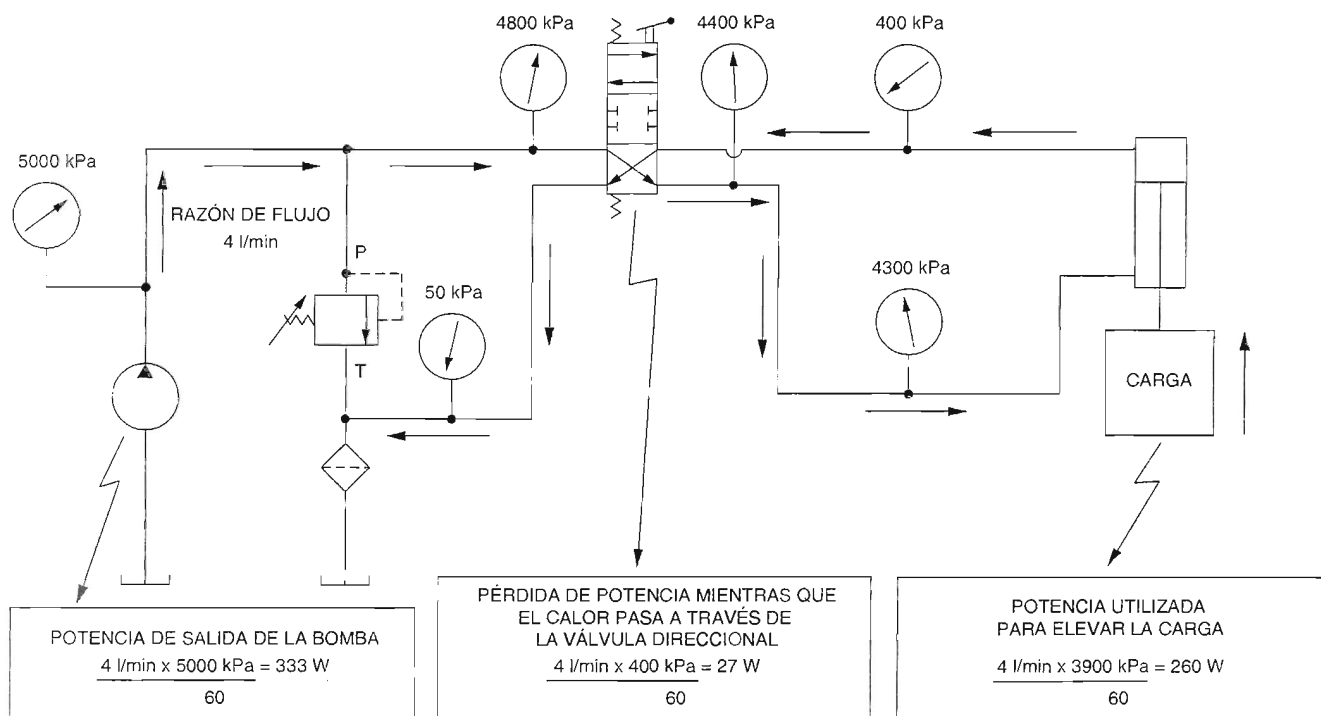 4800 kPa
4400 kPa
400 kPa
5000 kPa
RAZÓN DE FLUJO
4 l/min
P
50 kPa
T
4300 kPa
CARGA
POTENCIA DE SALIDA DE LA BOMBA
4 l/min x 5000 kPa = 333 W
60
PÉRDIDA DE POTENCIA MIENTRAS QUE
EL CALOR PASA A TRAVÉS DE
LA VÁLVULA DIRECCIONAL
4 l/min x 400 kPa = 27 W
60
POTENCIA UTILIZADA
PARA ELEVAR LA CARGA
4 l/min x 3900 kPa = 260 W
60